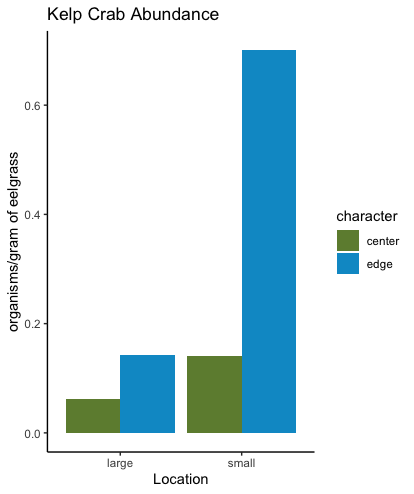 Kelp Crab Abundance
organisms/gram of eelgrass
0.6
0.4
0.2
0.0
large small
Location
character
center
edge